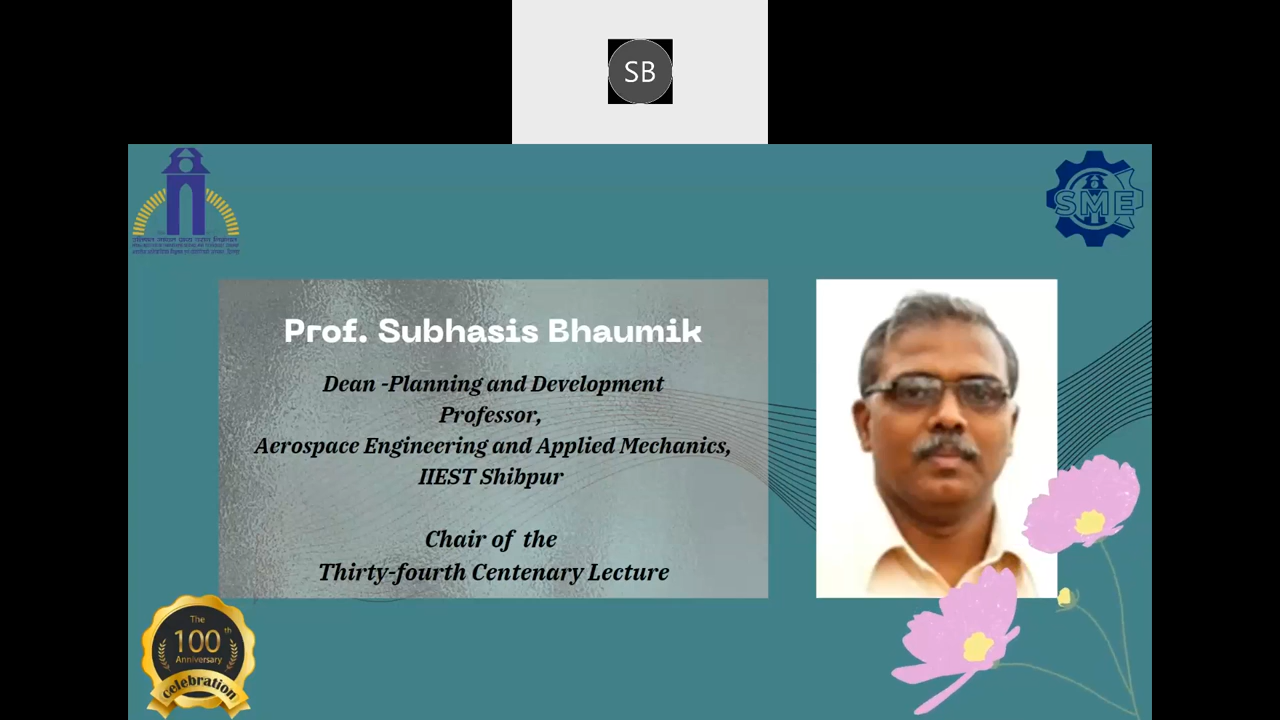 SB
SME
Prof. Subhasis Bhaumik
Dean -Planning and Development
Professor,
Aerospace Engineering and Applied Mechanics,
IIEST Shibpur
Chair of the
Thirty-fourth Centenary Lecture
The
100th
Anniversary
celebration